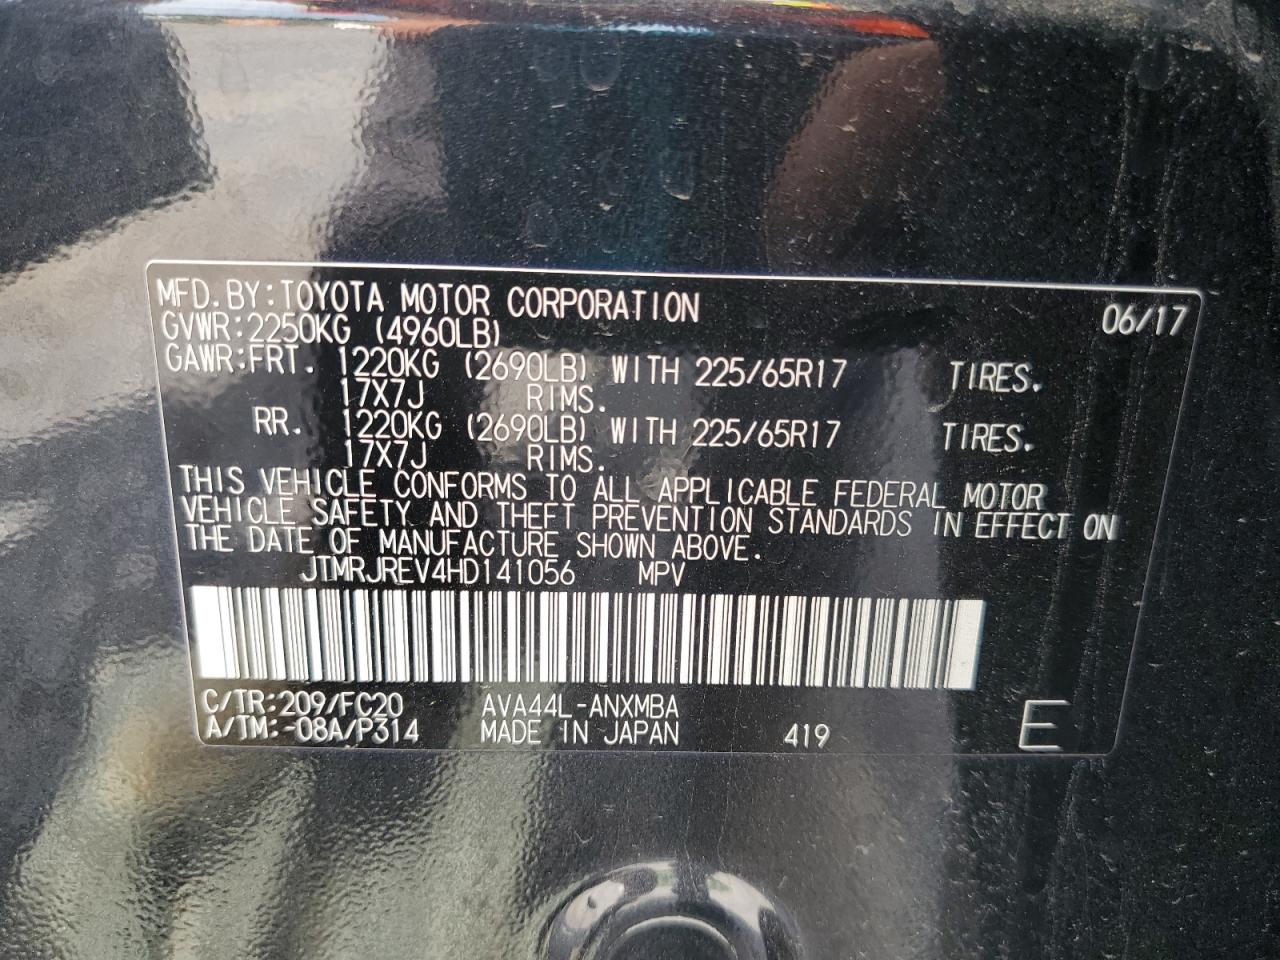 MFD.BY:TOYOTA MOTOR CORPORATION 06/17
GVWR:2250KG (4960LB)
GAWR:FRT. 1220KG (2690LB) WITH 225/65R17 TIRES.
17X7J RIMS.
RR. 1220KG (2690LB) WITH 225/65R17 TIRES.
17X7J RIMS.
THIS VEHICLE CONFORMS TO ALL APPLICABLE FEDERAL MOTOR
VEHICLE SAFETY AND THEFT PREVENTION STANDARDS IN EFFECT ON
THE DATE OF MANUFACTURE SHOWN ABOVE.
JTMRJREV4HD141056 MPV
C/TR:209/FC20 AVA44L-ANXMBA
A/TM:-08A/P314 MADE IN JAPAN 419 E